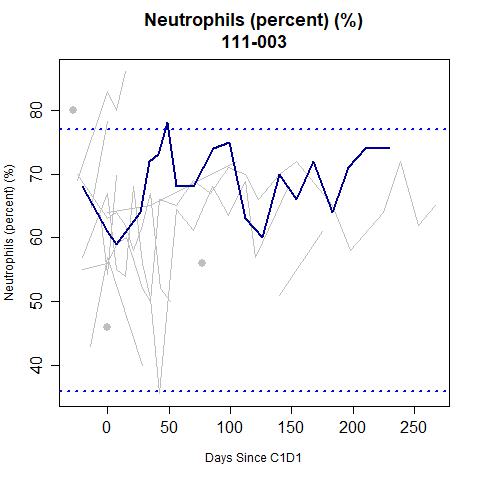 Neutrophils (percent) (%)
111-003
Neutrophils (percent) (%)
80
70
60
50
40
0 50 100 150 200 250
Days Since C1D1